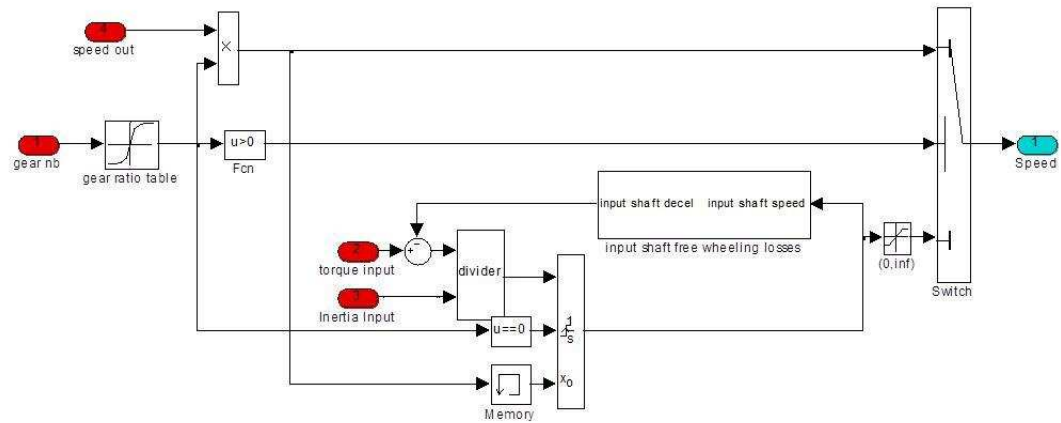 4
speed out
×
1
gear nb
gear ratio table
u>0
Fcn
1
Speed
input shaft decel input shaft speed
input shaft free wheeling losses
2
torque input
+
−
divider
3
Inertia Input
u==0
1
s
xo
Memory
(0,inf)
Switch